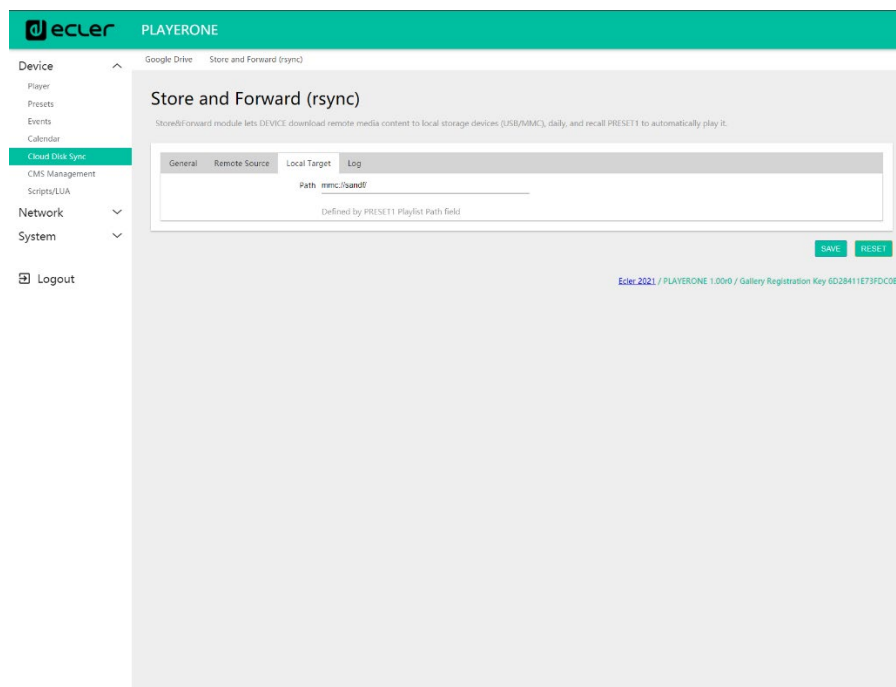 ecler PLAYERONE
Device
Player
Presets
Events
Calendar
Cloud Disk Sync
CMS Management
Scripts/LUA
Network
System
Logout
Google Drive Store and Forward (rsync)
Store and Forward (rsync)
Store&Forward module lets DEVICE download remote media content to local storage devices (USB/MMC), daily, and recall PRESET1 to automatically play it.
General Remote Source Local Target Log
Path mmc://sandf/
Defined by PRESET1 Playlist Path field
SAVE RESET
Ecler 2021 / PLAYERONE 1.00r0 / Gallery Registration Key 6D28411E73FDC0E